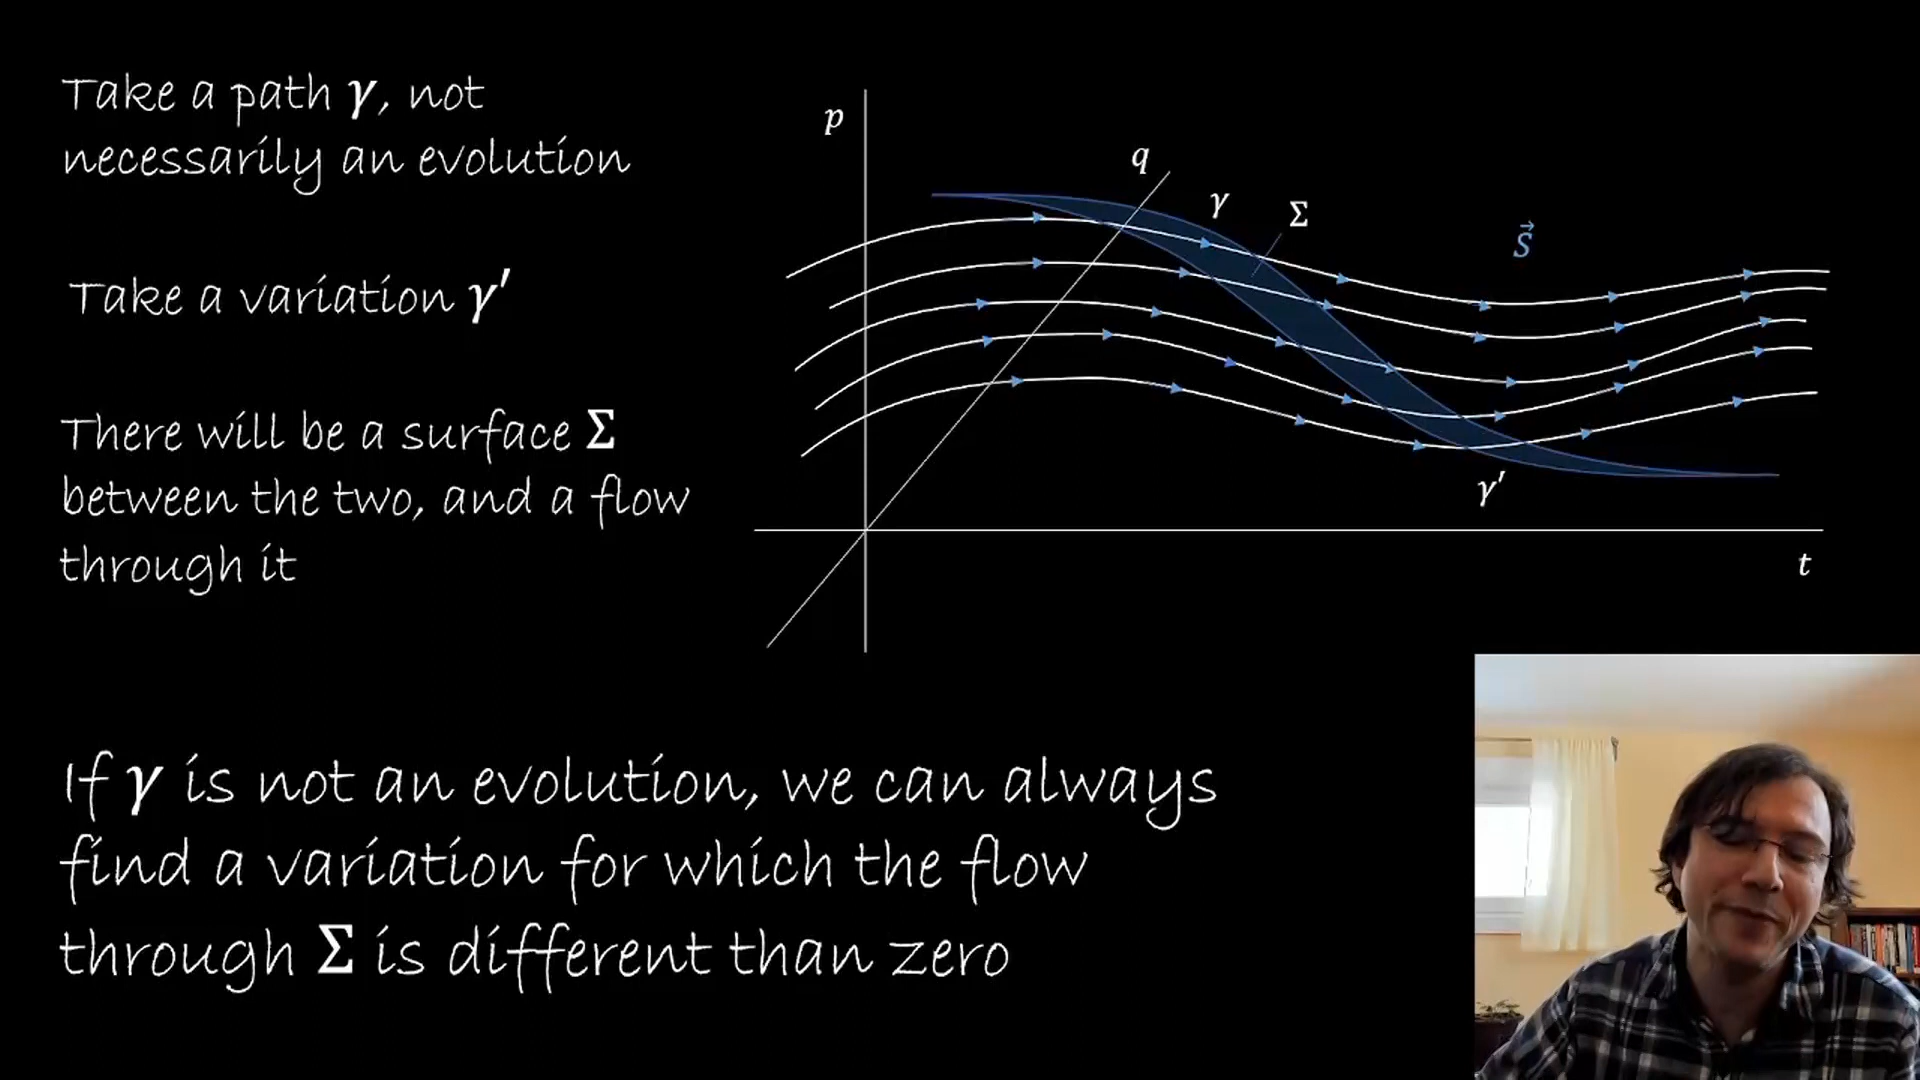 Take a path γ, not
necessarily an evolution
Take a variation γ′
There will be a surface Σ
between the two, and a flow
through it
p
q
γ
Σ
S⃗
γ′
t
If γ is not an evolution, we can always
find a variation for which the flow
through Σ is different than zero